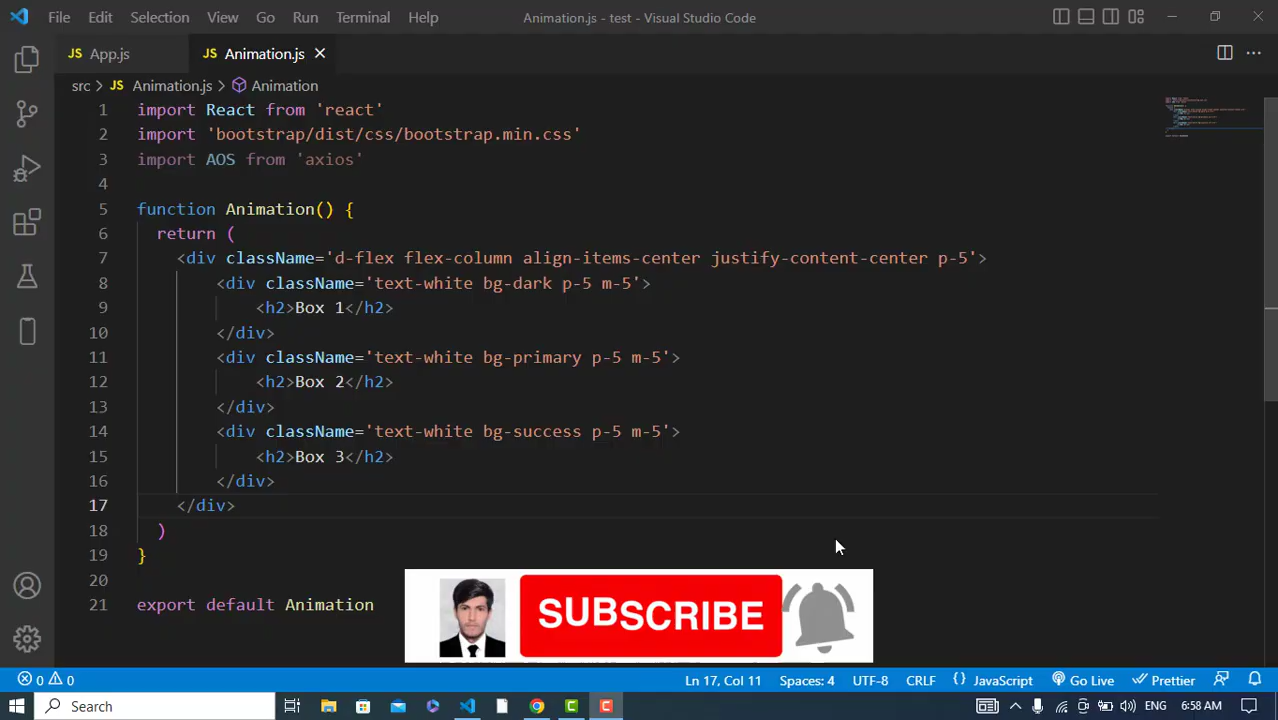 File Edit Selection View Go Run Terminal Help Animation.js - test - Visual Studio Code
JS App.js JS Animation.js
src > JS Animation.js > Animation
1 import React from 'react'
2 import 'bootstrap/dist/css/bootstrap.min.css'
3 import AOS from 'axios'
4
5 function Animation() {
6 return (
7 <div className='d-flex flex-column align-items-center justify-content-center p-5'>
8 <div className='text-white bg-dark p-5 m-5'>
9 <h2>Box 1</h2>
10 </div>
11 <div className='text-white bg-primary p-5 m-5'>
12 <h2>Box 2</h2>
13 </div>
14 <div className='text-white bg-success p-5 m-5'>
15 <h2>Box 3</h2>
16 </div>
17 </div>
18 )
19 }
20
21 export default Animation
SUBSCRIBE
0 0 Ln 17, Col 11 Spaces: 4 UTF-8 CRLF {} JavaScript Go Live Prettier
Search ENG 6:58 AM